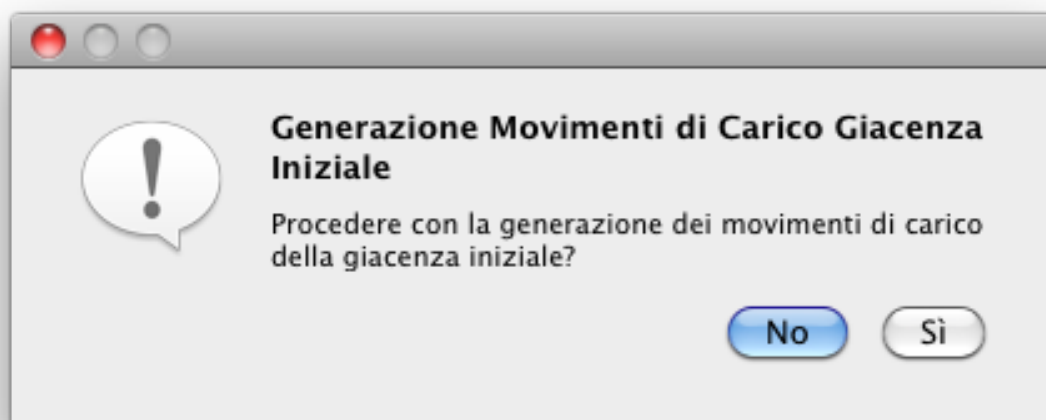 Generazione Movimenti di Carico Giacenza
Iniziale
Procedere con la generazione dei movimenti di carico
della giacenza iniziale?
No
Sì